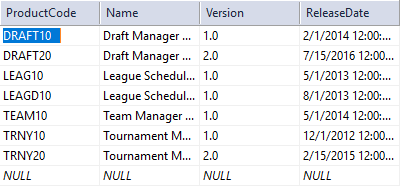 ProductCode Name Version ReleaseDate
DRAFT10 Draft Manager ... 1.0 2/1/2014 12:00:...
DRAFT20 Draft Manager ... 2.0 7/15/2016 12:00...
LEAG10 League Schedul... 1.0 5/1/2013 12:00:...
LEAGD10 League Schedul... 1.0 8/1/2013 12:00:...
TEAM10 Team Manager ... 1.0 5/1/2014 12:00:...
TRNY10 Tournament M... 1.0 12/1/2012 12:00...
TRNY20 Tournament M... 2.0 2/15/2015 12:00...
NULL NULL NULL NULL